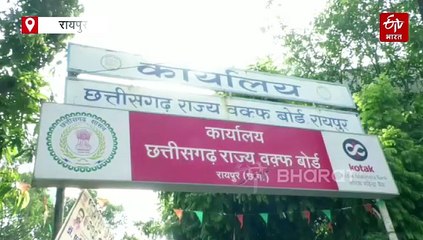 रायपुर
ETV
भारत
कार्यालय
छत्तीसगढ़ राज्य वक्फ बोर्ड रायपुर
कार्यालय
छत्तीसगढ़ राज्य वक्फ बोर्ड
रायपुर (छ.ग.)
kotak
BHARAT